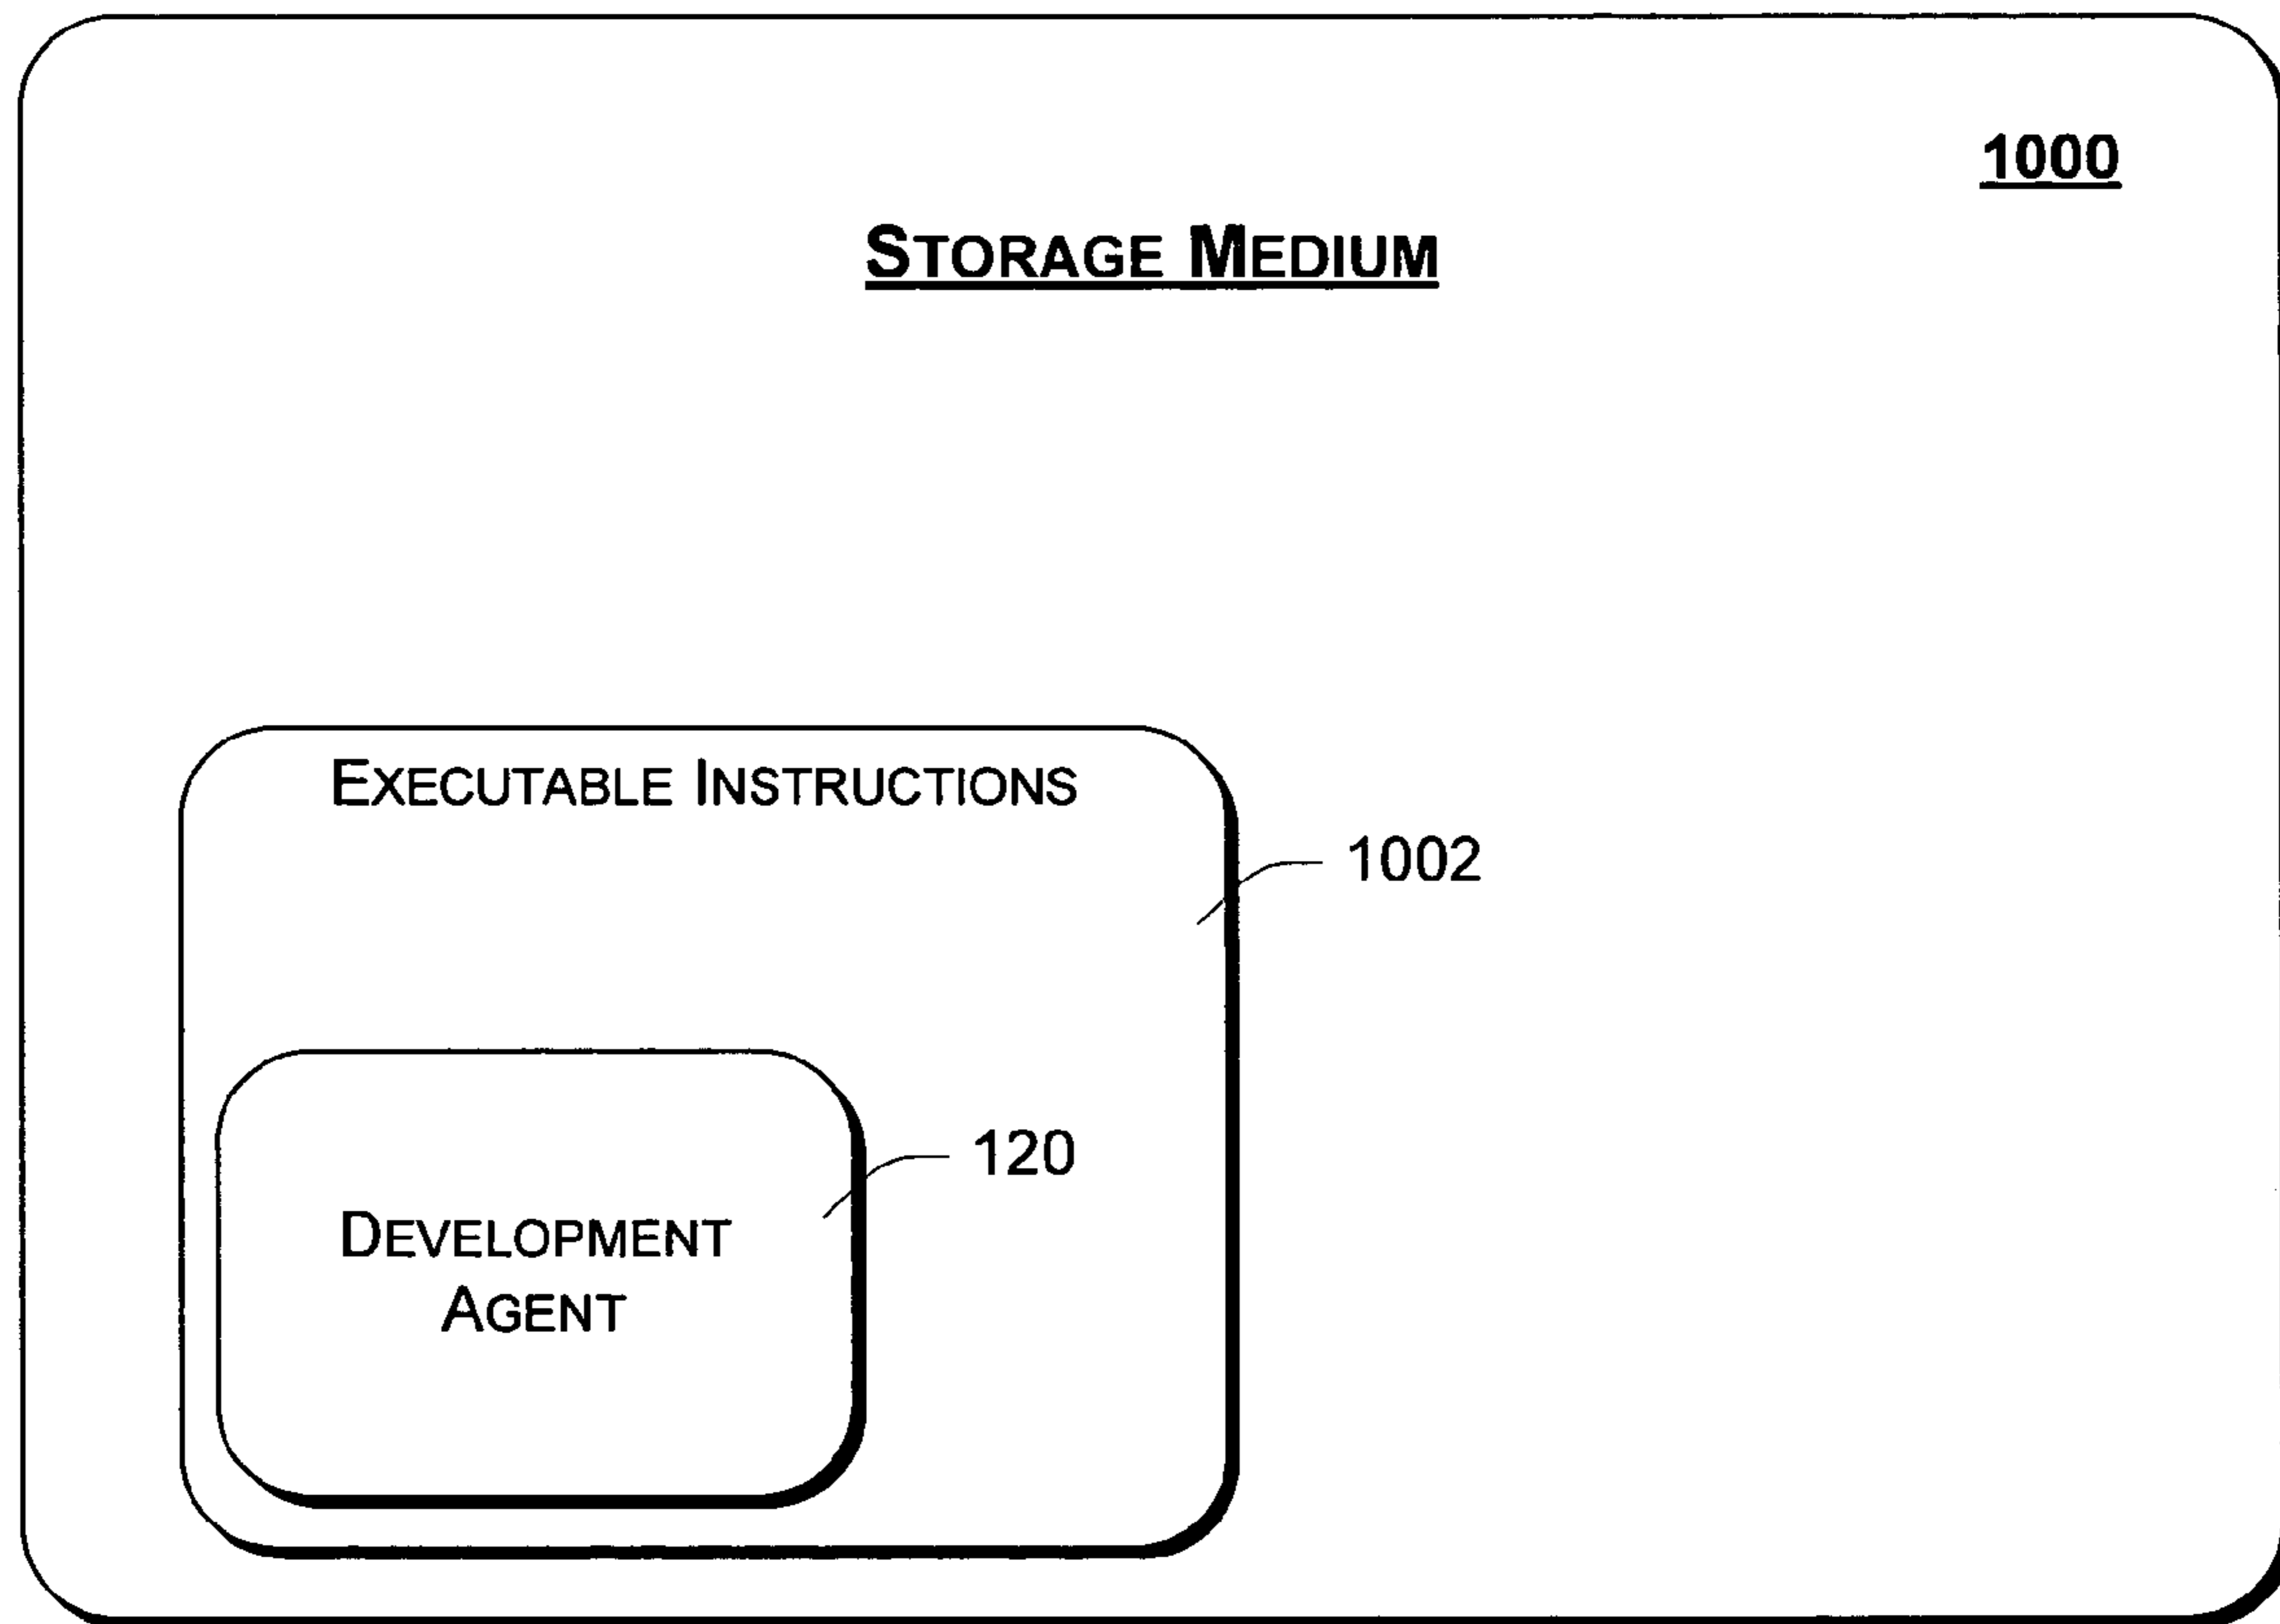 1000
STORAGE MEDIUM
EXECUTABLE INSTRUCTIONS
1002
120
DEVELOPMENT
AGENT